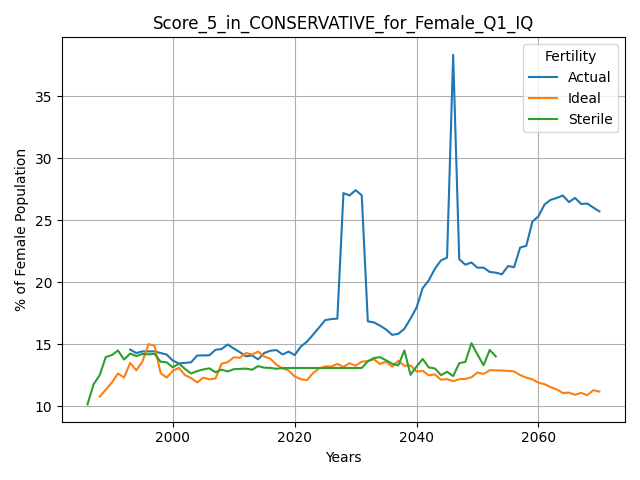 Score_5_in_CONSERVATIVE_for_Female_Q1_IQ
Fertility
Actual
Ideal
Sterile
% of Female Population
35
30
25
20
15
10
2000
2020
2040
2060
Years